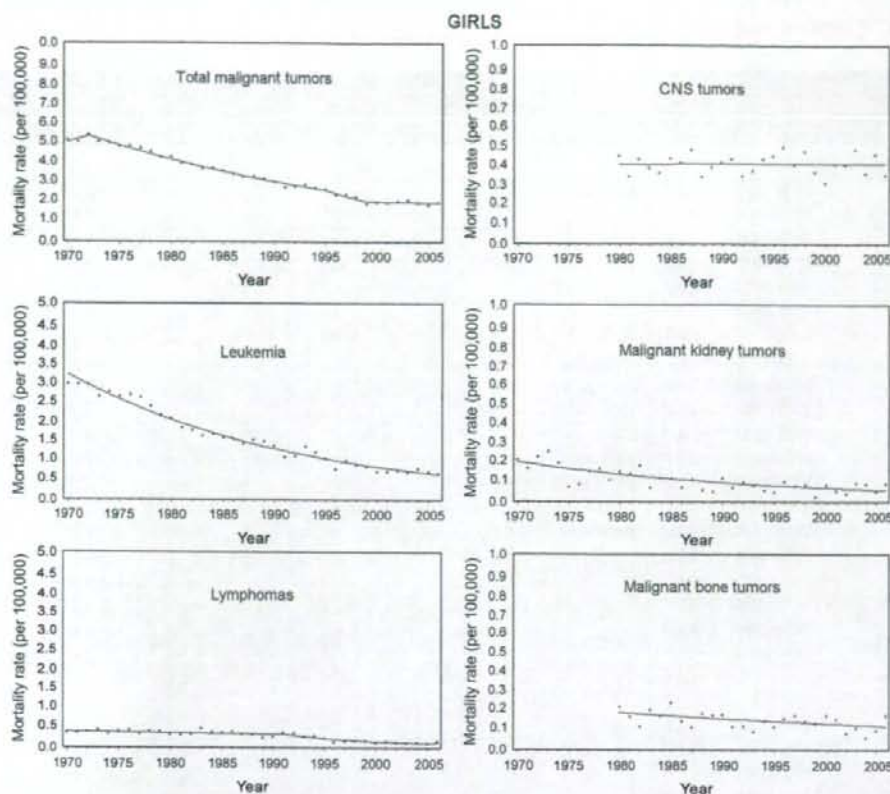 GIRLS
Mortality rate (per 100,000)
0.0
9.0
8.0
7.0
6.0
5.0
4.0
3.0
2.0
1.0
0.0
Total malignant tumors
1970 1975 1980 1985 1990 1995 2000 2005
Year
Mortality rate (per 100,000)
1.0
0.9
0.8
0.7
0.6
0.5
0.4
0.3
0.2
0.1
0.0
CNS tumors
1970 1975 1980 1985 1990 1995 2000 2005
Year
Mortality rate (per 100,000)
5.0
4.5
4.0
3.5
3.0
2.5
2.0
1.5
1.0
0.5
0.0
Leukemia
1970 1975 1980 1985 1990 1995 2000 2005
Year
Mortality rate (per 100,000)
1.0
0.9
0.8
0.7
0.6
0.5
0.4
0.3
0.2
0.1
0.0
Malignant kidney tumors
1970 1975 1980 1985 1990 1995 2000 2005
Year
Mortality rate (per 100,000)
5.0
4.5
4.0
3.5
3.0
2.5
2.0
1.5
1.0
0.5
0.0
Lymphomas
1970 1975 1980 1985 1990 1995 2000 2005
Year
Mortality rate (per 100,000)
1.0
0.9
0.8
0.7
0.6
0.5
0.4
0.3
0.2
0.1
0.0
Malignant bone tumors
1970 1975 1980 1985 1990 1995 2000 2005
Year